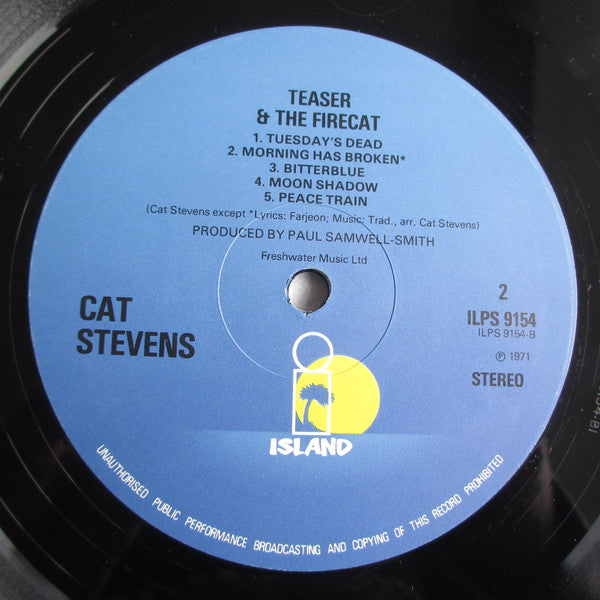 TEASER
& THE FIRECAT
1. TUESDAY'S DEAD
2. MORNING HAS BROKEN*
3. BITTERBLUE
4. MOON SHADOW
5. PEACE TRAIN
(Cat Stevens except *Lyrics: Farjeon; Music: Trad., arr. Cat Stevens)
PRODUCED BY PAUL SAMWELL-SMITH
Freshwater Music Ltd
CAT
STEVENS
2
ILPS 9154
ILPS 9154-B
℗ 1971
STEREO
ISLAND
UNAUTHORISED PUBLIC PERFORMANCE BROADCASTING AND COPYING OF THIS RECORD PROHIBITED